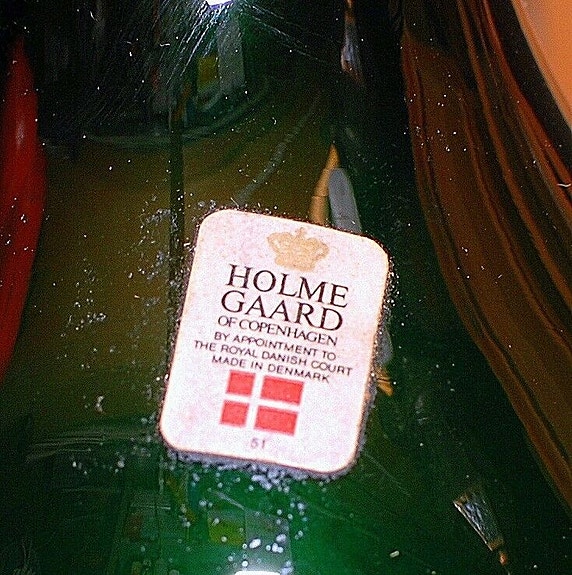 HOLME
GAARD
OF COPENHAGEN
BY APPOINTMENT TO
THE ROYAL DANISH COURT
MADE IN DENMARK
51